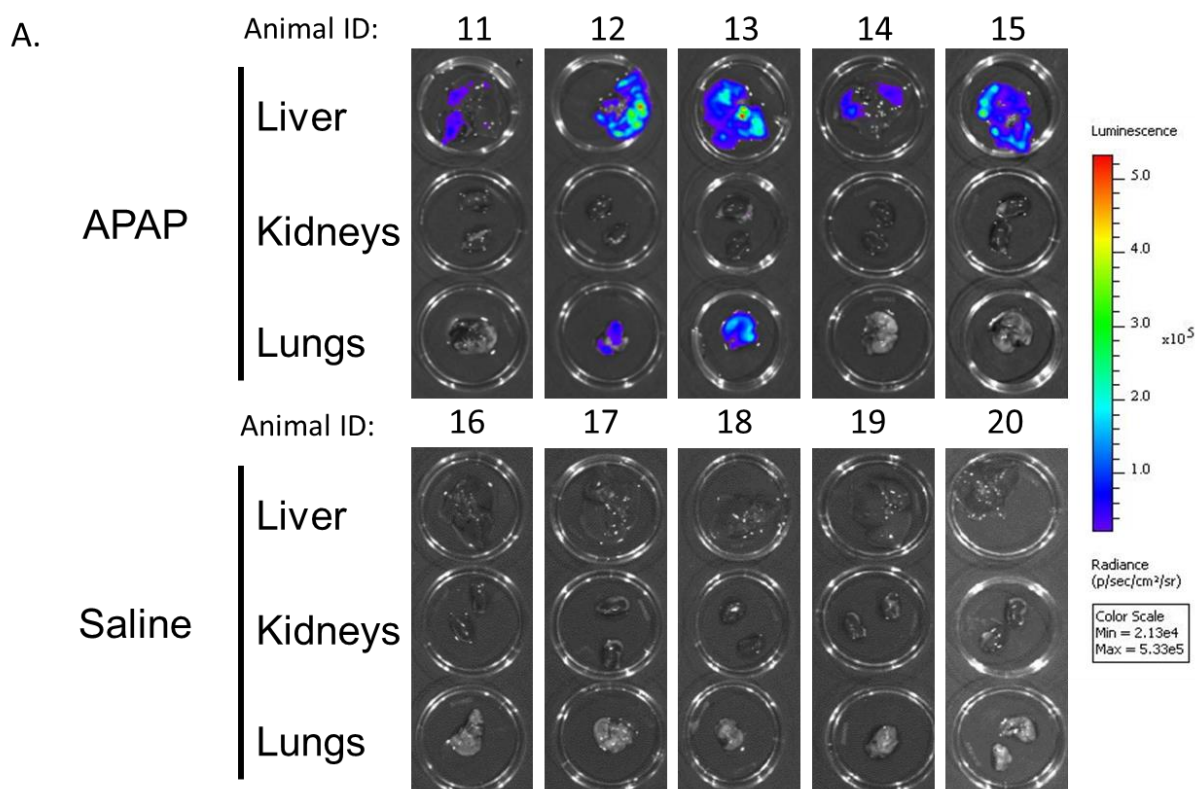 A.
Animal ID: 11 12 13 14 15
APAP
Liver
Kidneys
Lungs
Animal ID: 16 17 18 19 20
Saline
Liver
Kidneys
Lungs
Luminescence
5.0
4.0
3.0
x10⁵
2.0
1.0
Radiance
(p/sec/cm²/sr)
Color Scale
Min = 2.13e4
Max = 5.33e5